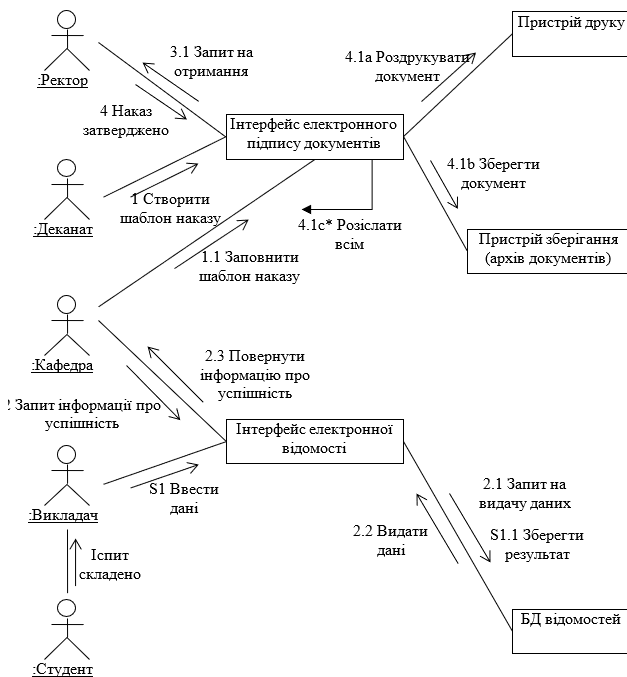 Пристрій друку
3.1 Запит на
отримання
4.1а Роздрукувати
документ
:Ректор
4 Наказ
затверджено
Інтерфейс електронного
підпису документів
4.1b Зберегти
документ
:Деканат
1 Створити
шаблон наказу
4.1с* Розіслати
всім
Пристрій зберігання
(архів документів)
1.1 Заповнити
шаблон наказу
:Кафедра
2.3 Повернути
інформацію про
успішність
2 Запит інформації про
успішність
Інтерфейс електронної
відомості
:Викладач
S1 Ввести
дані
2.1 Запит на
видачу даних
2.2 Видати
дані
S1.1 Зберегти
результат
Іспит
складено
БД відомостей
:Студент